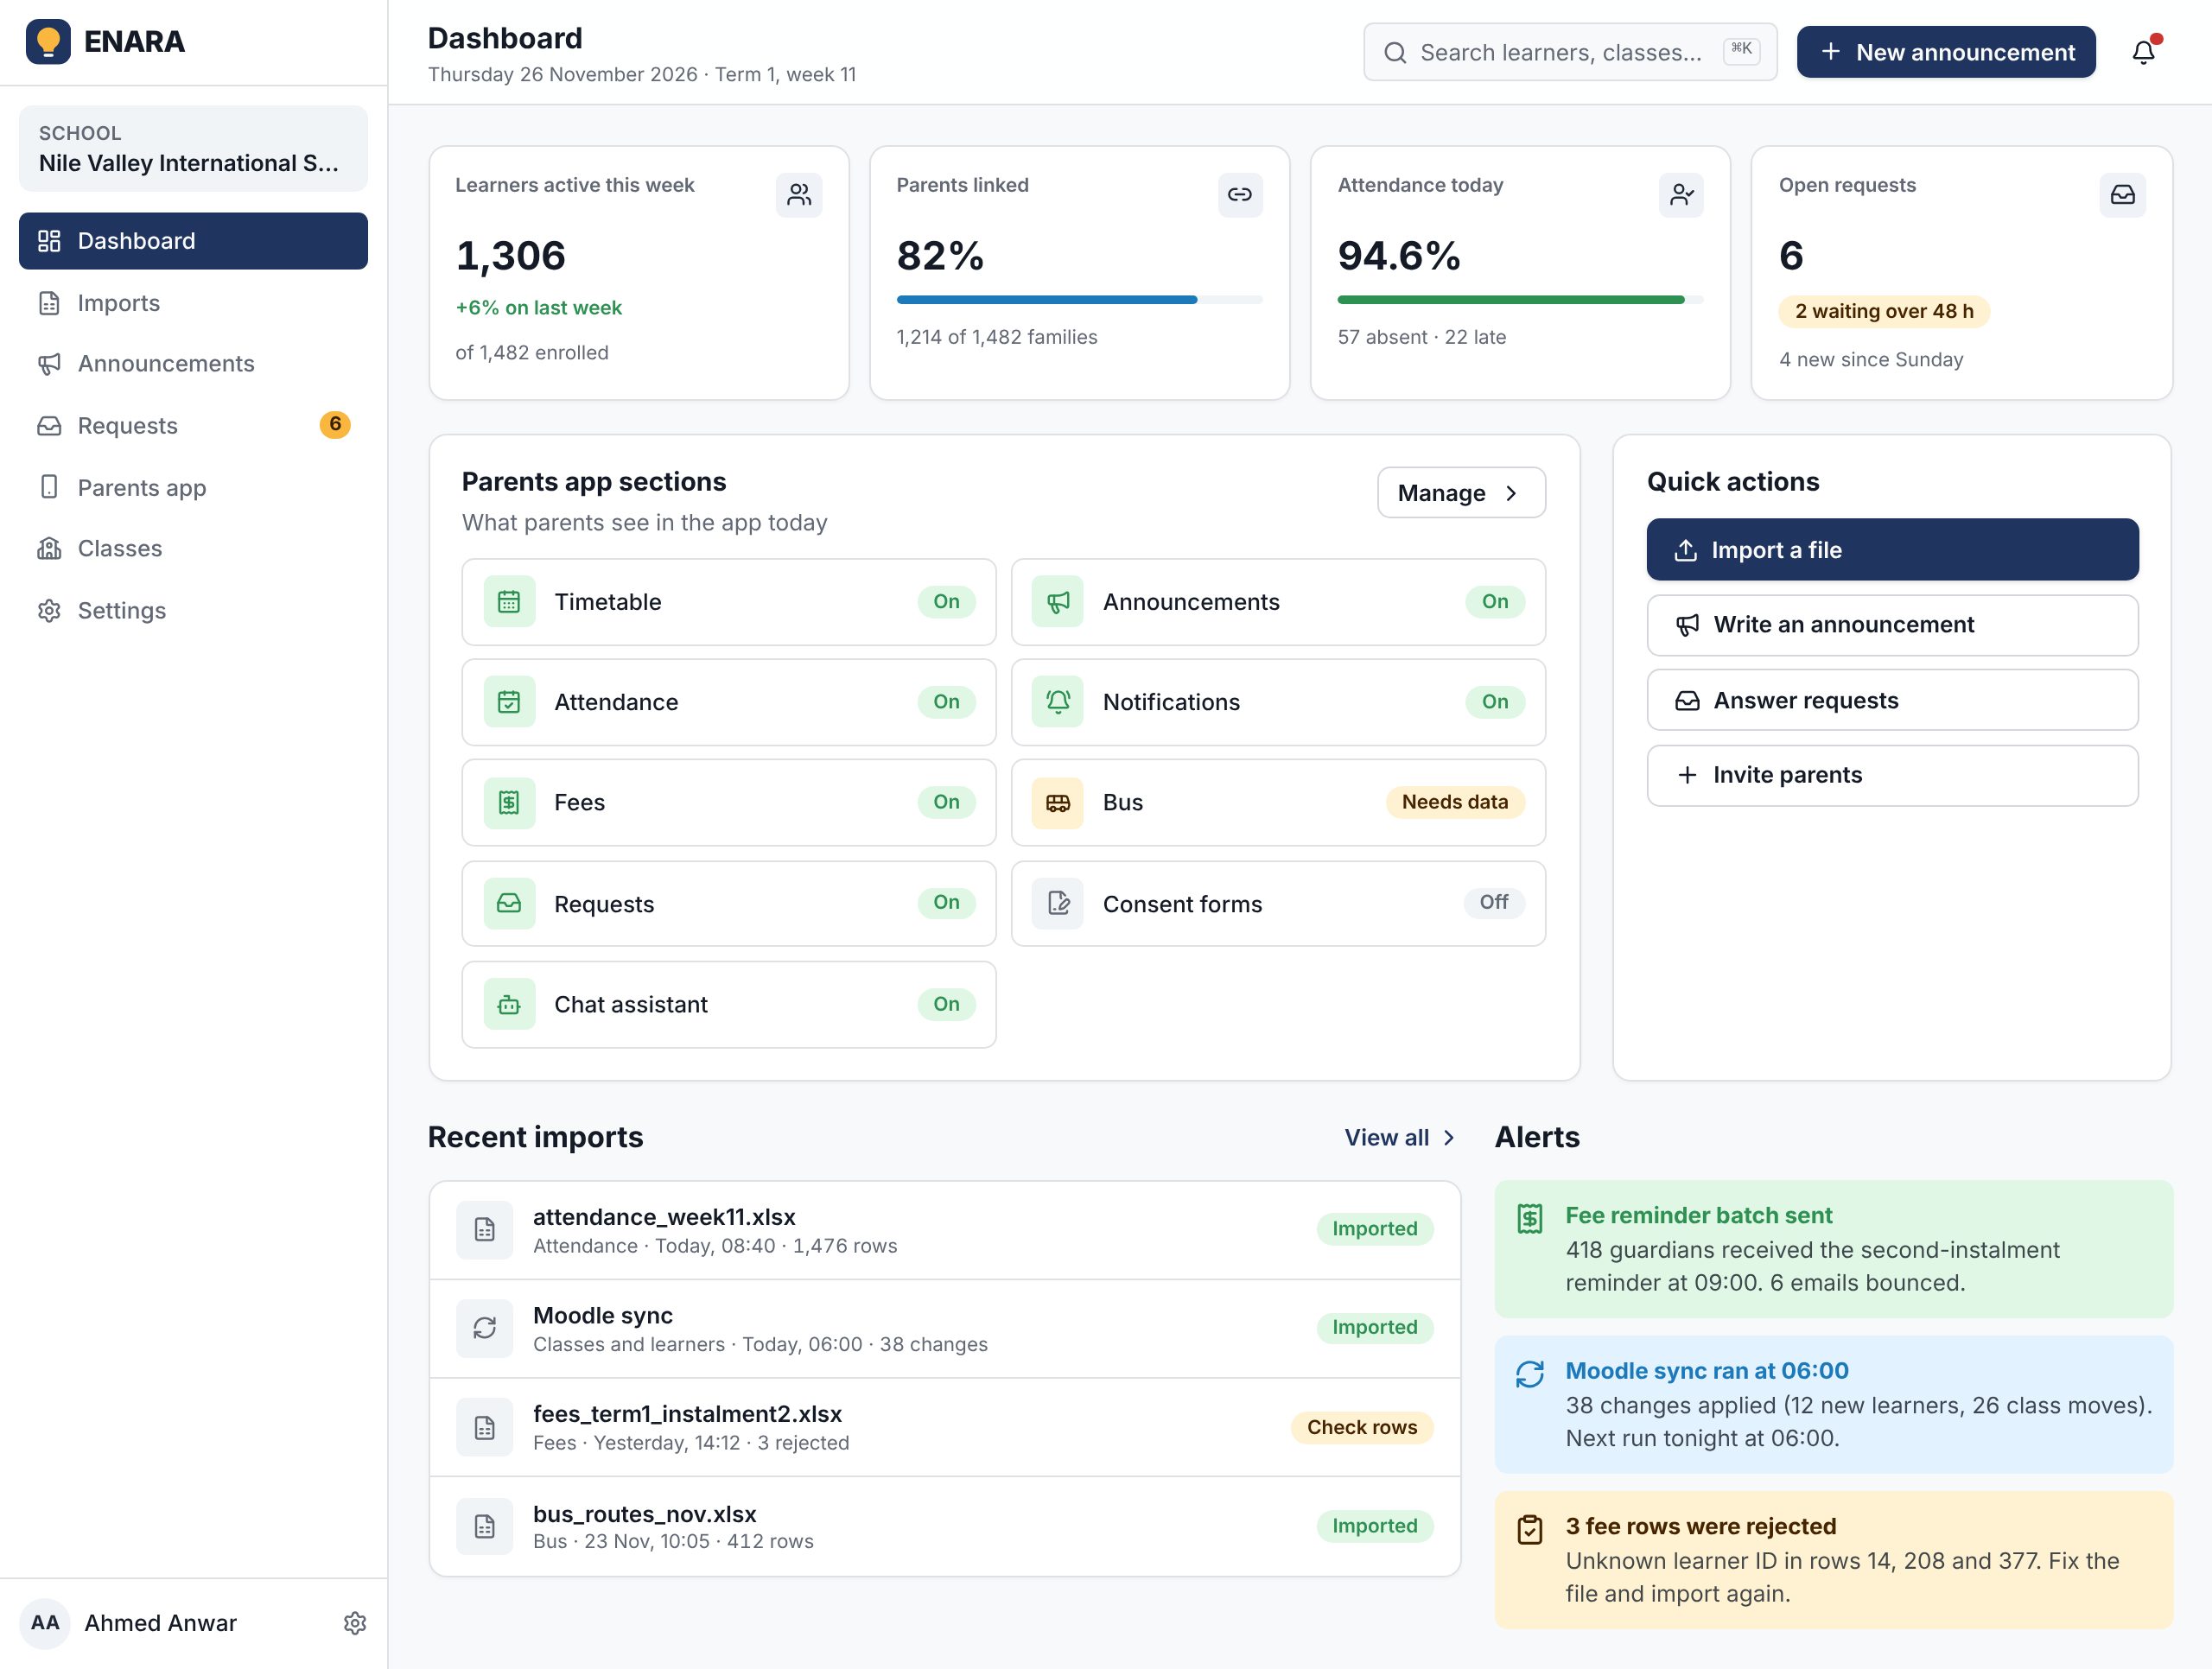 ENARA
SCHOOL
Nile Valley International S...
Dashboard
Imports
Announcements
Requests
6
Parents app
Classes
Settings
AA
Ahmed Anwar
Dashboard
Thursday 26 November 2026 · Term 1, week 11
Search learners, classes...
⌘K
New announcement
Learners active this week
1,306
+6% on last week
of 1,482 enrolled
Parents linked
82%
1,214 of 1,482 families
Attendance today
94.6%
57 absent · 22 late
Open requests
6
2 waiting over 48 h
4 new since Sunday
Parents app sections
What parents see in the app today
Manage
Timetable
On
Announcements
On
Attendance
On
Notifications
On
Fees
On
Bus
Needs data
Requests
On
Consent forms
Off
Chat assistant
On
Quick actions
Import a file
Write an announcement
Answer requests
Invite parents
Recent imports
View all
attendance_week11.xlsx
Attendance · Today, 08:40 · 1,476 rows
Imported
Moodle sync
Classes and learners · Today, 06:00 · 38 changes
Imported
fees_term1_instalment2.xlsx
Fees · Yesterday, 14:12 · 3 rejected
Check rows
bus_routes_nov.xlsx
Bus · 23 Nov, 10:05 · 412 rows
Imported
Alerts
Fee reminder batch sent
418 guardians received the second-instalment
reminder at 09:00. 6 emails bounced.
Moodle sync ran at 06:00
38 changes applied (12 new learners, 26 class moves).
Next run tonight at 06:00.
3 fee rows were rejected
Unknown learner ID in rows 14, 208 and 377. Fix the
file and import again.